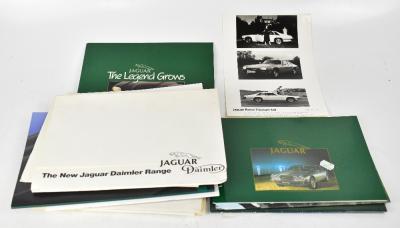 JAGUAR
The Legend Grows
JAGUAR
Daimler
The New Jaguar Daimler Range
JAGUAR